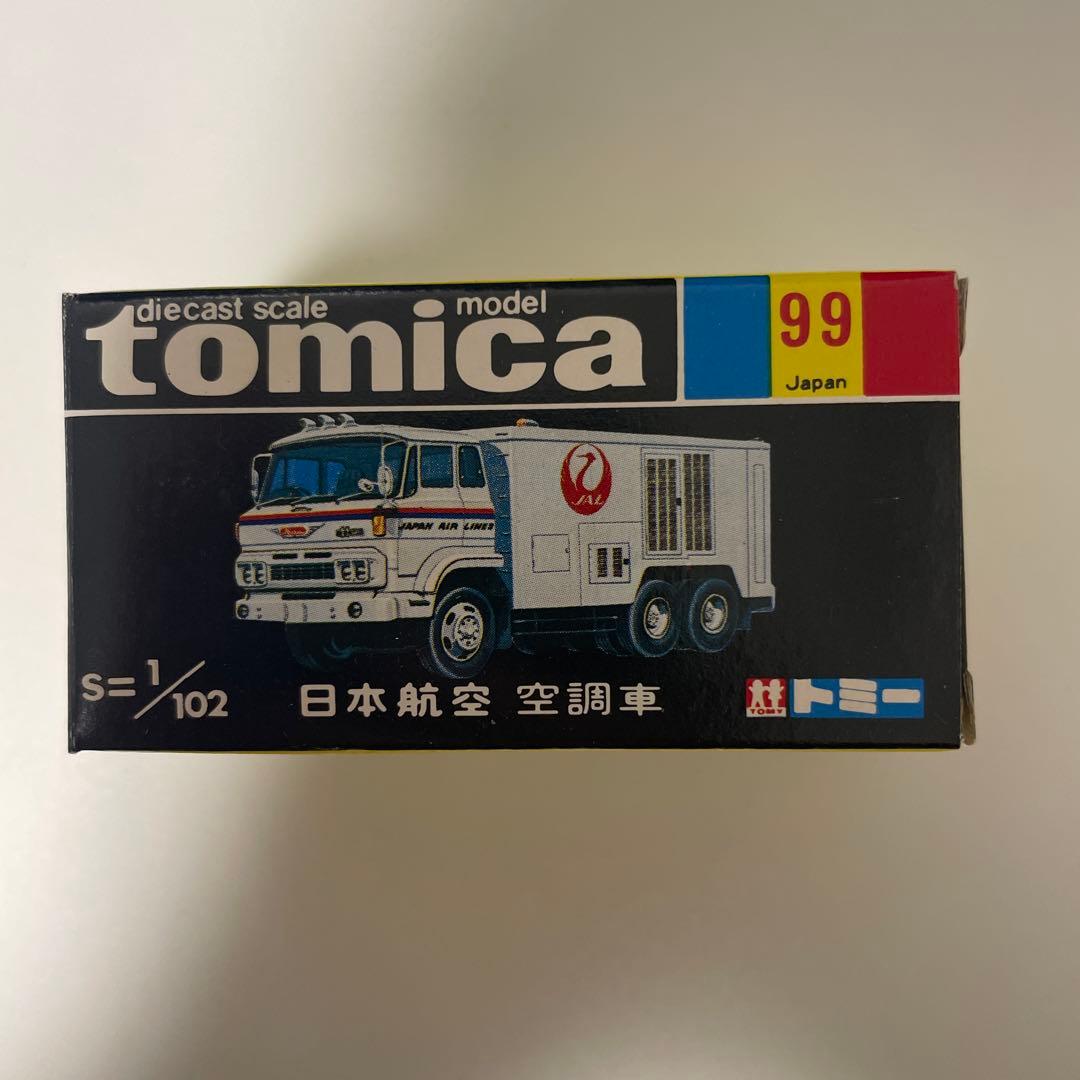 diecast scale model
tomica
99
Japan
JAL
JAPAN AIR LINES
S=1/102
日本航空 空調車
TOMY
トミー